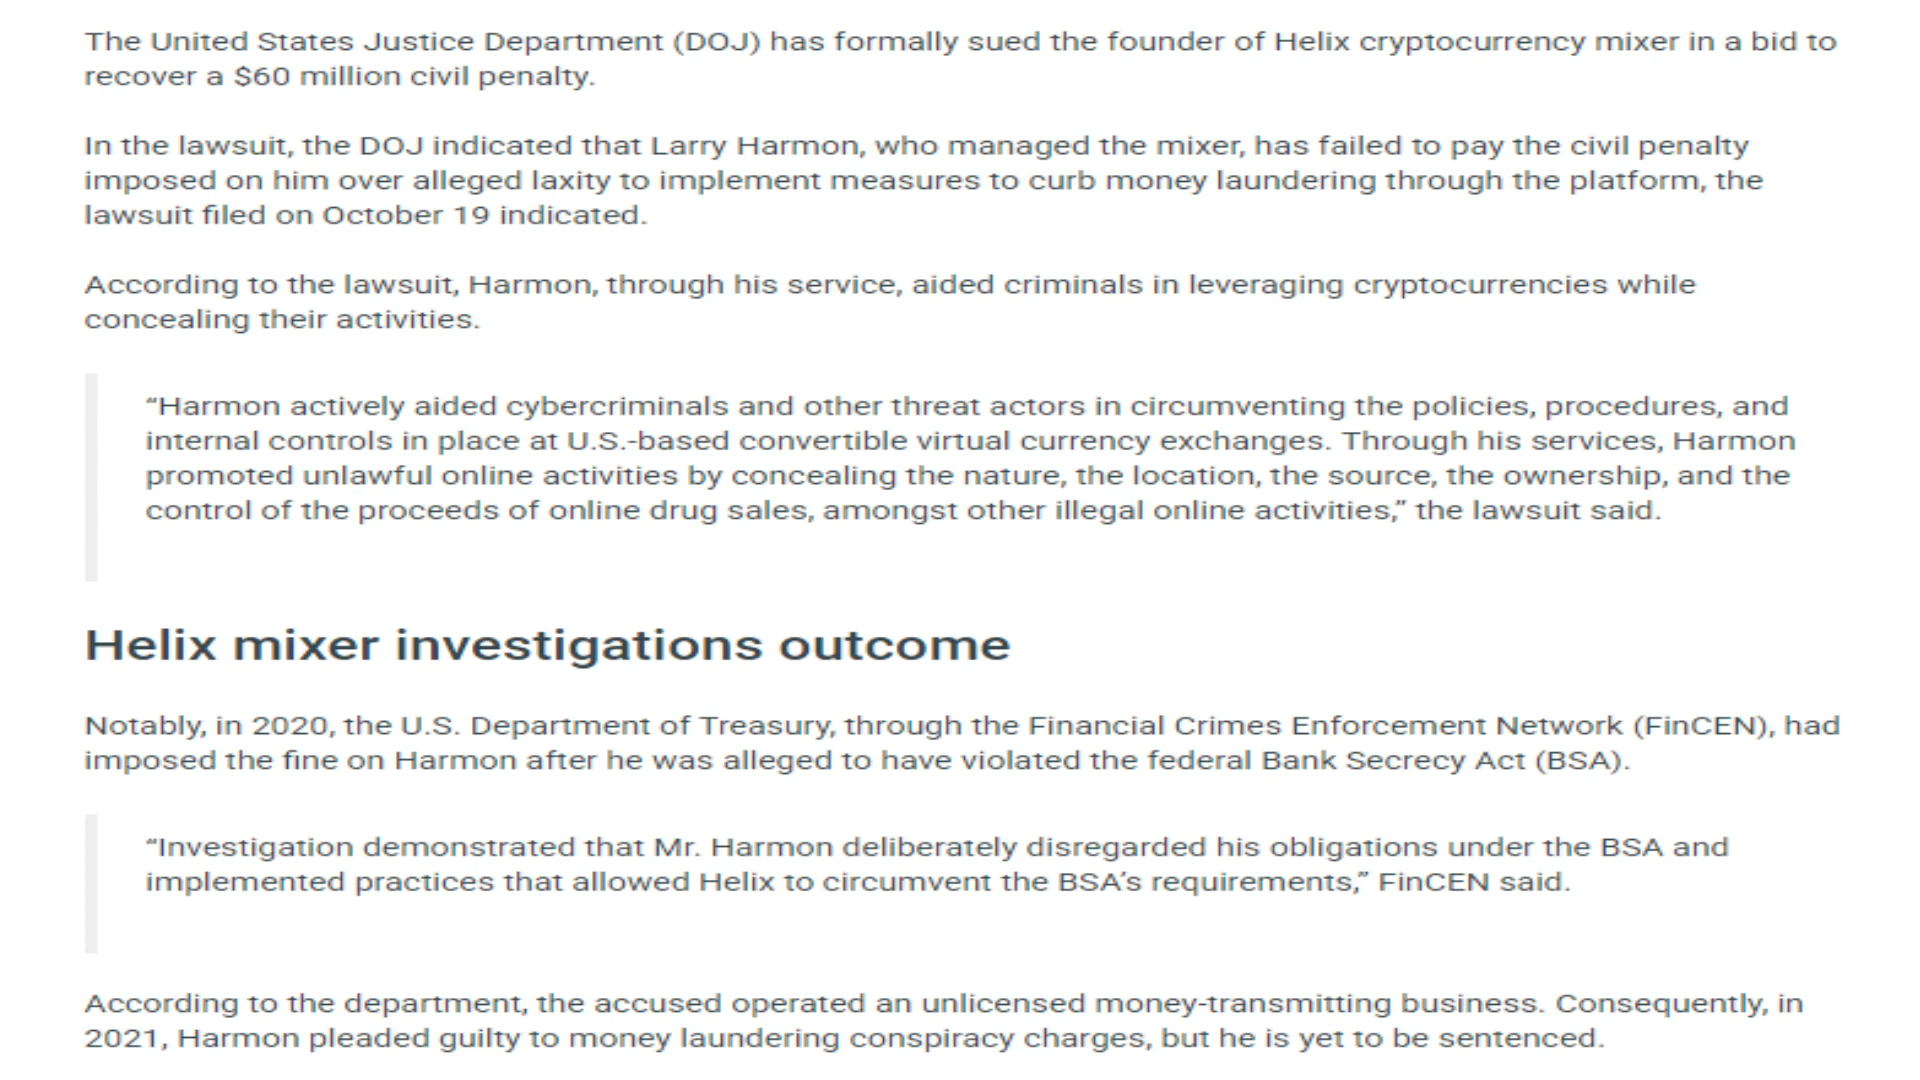 The United States Justice Department (DOJ) has formally sued the founder of Helix cryptocurrency mixer in a bid to
recover a $60 million civil penalty.
In the lawsuit, the DOJ indicated that Larry Harmon, who managed the mixer, has failed to pay the civil penalty
imposed on him over alleged laxity to implement measures to curb money laundering through the platform, the
lawsuit filed on October 19 indicated.
According to the lawsuit, Harmon, through his service, aided criminals in leveraging cryptocurrencies while
concealing their activities.
“Harmon actively aided cybercriminals and other threat actors in circumventing the policies, procedures, and
internal controls in place at U.S.-based convertible virtual currency exchanges. Through his services, Harmon
promoted unlawful online activities by concealing the nature, the location, the source, the ownership, and the
control of the proceeds of online drug sales, amongst other illegal online activities,” the lawsuit said.
Helix mixer investigations outcome
Notably, in 2020, the U.S. Department of Treasury, through the Financial Crimes Enforcement Network (FinCEN), had
imposed the fine on Harmon after he was alleged to have violated the federal Bank Secrecy Act (BSA).
“Investigation demonstrated that Mr. Harmon deliberately disregarded his obligations under the BSA and
implemented practices that allowed Helix to circumvent the BSA’s requirements,” FinCEN said.
According to the department, the accused operated an unlicensed money-transmitting business. Consequently, in
2021, Harmon pleaded guilty to money laundering conspiracy charges, but he is yet to be sentenced.